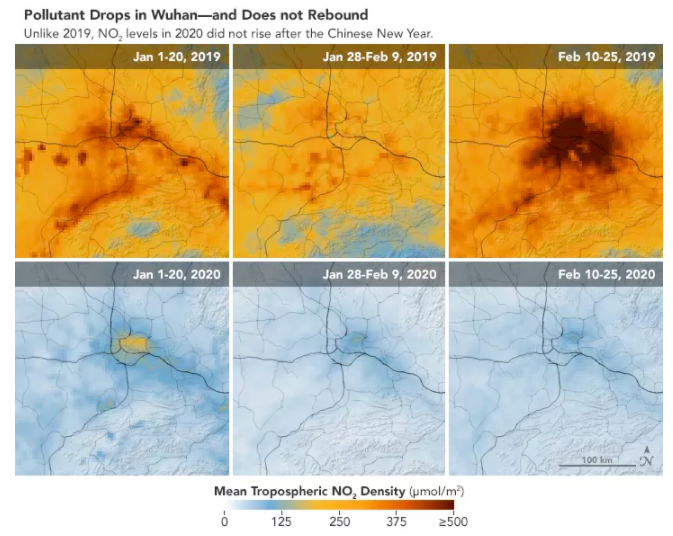 Pollutant Drops in Wuhan—and Does not Rebound
Unlike 2019, NO₂ levels in 2020 did not rise after the Chinese New Year.
Jan 1-20, 2019
Jan 28-Feb 9, 2019
Feb 10-25, 2019
Jan 1-20, 2020
Jan 28-Feb 9, 2020
Feb 10-25, 2020
100 km
N
Mean Tropospheric NO₂ Density (μmol/m²)
0 125 250 375 ≥500